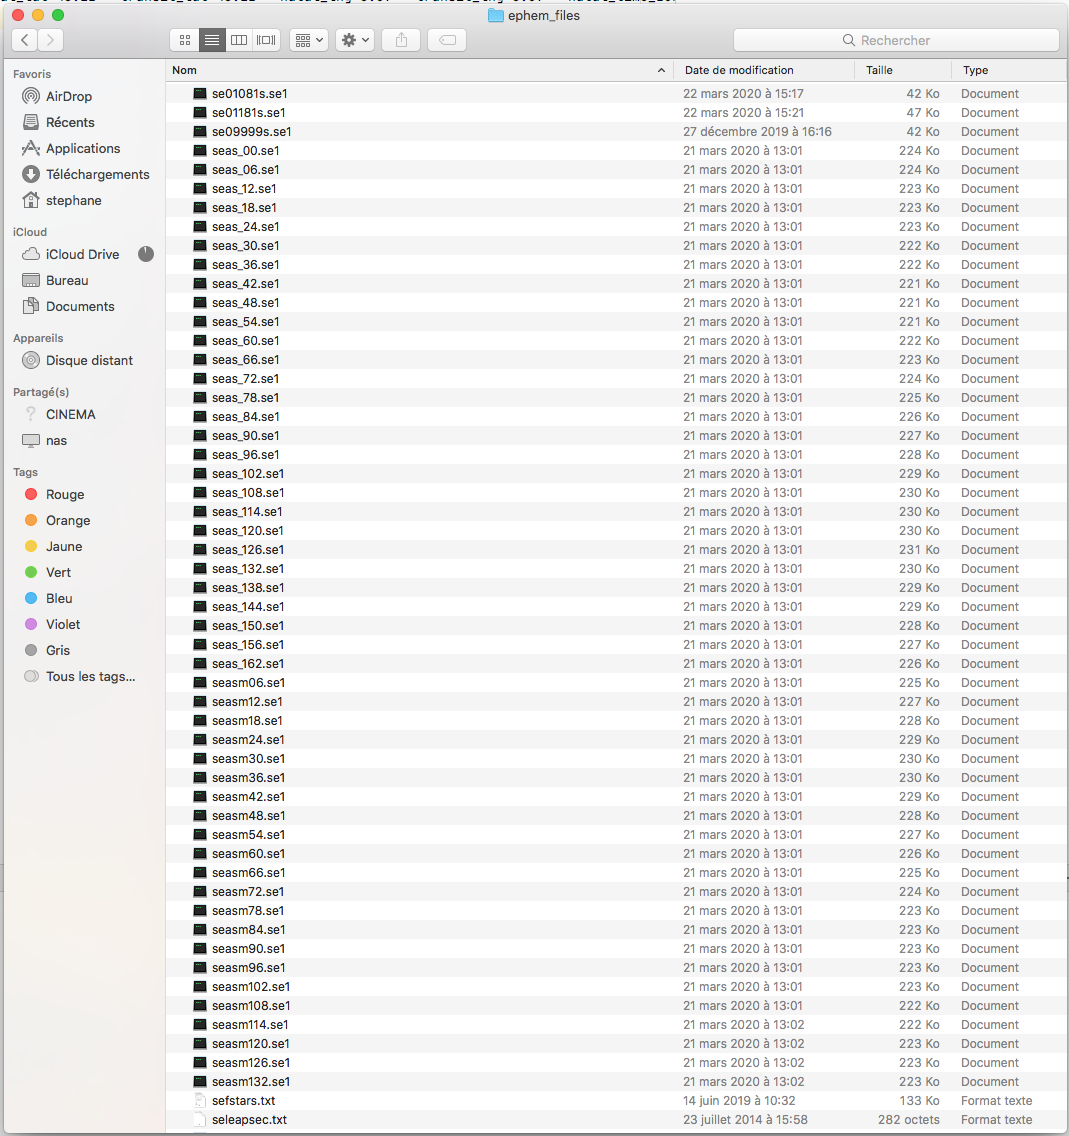 ephem_files
Rechercher
Favoris
AirDrop
Récents
Applications
Téléchargements
stephane
iCloud
iCloud Drive
Bureau
Documents
Appareils
Disque distant
Partagé(s)
CINEMA
nas
Tags
Rouge
Orange
Jaune
Vert
Bleu
Violet
Gris
Tous les tags...
Nom Date de modification Taille Type
se01081s.se1 22 mars 2020 à 15:17 42 Ko Document
se01181s.se1 22 mars 2020 à 15:21 47 Ko Document
se09999s.se1 27 décembre 2019 à 16:16 42 Ko Document
seas_00.se1 21 mars 2020 à 13:01 224 Ko Document
seas_06.se1 21 mars 2020 à 13:01 224 Ko Document
seas_12.se1 21 mars 2020 à 13:01 223 Ko Document
seas_18.se1 21 mars 2020 à 13:01 223 Ko Document
seas_24.se1 21 mars 2020 à 13:01 223 Ko Document
seas_30.se1 21 mars 2020 à 13:01 222 Ko Document
seas_36.se1 21 mars 2020 à 13:01 222 Ko Document
seas_42.se1 21 mars 2020 à 13:01 221 Ko Document
seas_48.se1 21 mars 2020 à 13:01 221 Ko Document
seas_54.se1 21 mars 2020 à 13:01 221 Ko Document
seas_60.se1 21 mars 2020 à 13:01 222 Ko Document
seas_66.se1 21 mars 2020 à 13:01 223 Ko Document
seas_72.se1 21 mars 2020 à 13:01 224 Ko Document
seas_78.se1 21 mars 2020 à 13:01 225 Ko Document
seas_84.se1 21 mars 2020 à 13:01 226 Ko Document
seas_90.se1 21 mars 2020 à 13:01 227 Ko Document
seas_96.se1 21 mars 2020 à 13:01 228 Ko Document
seas_102.se1 21 mars 2020 à 13:01 229 Ko Document
seas_108.se1 21 mars 2020 à 13:01 230 Ko Document
seas_114.se1 21 mars 2020 à 13:01 230 Ko Document
seas_120.se1 21 mars 2020 à 13:01 230 Ko Document
seas_126.se1 21 mars 2020 à 13:01 231 Ko Document
seas_132.se1 21 mars 2020 à 13:01 230 Ko Document
seas_138.se1 21 mars 2020 à 13:01 229 Ko Document
seas_144.se1 21 mars 2020 à 13:01 229 Ko Document
seas_150.se1 21 mars 2020 à 13:01 228 Ko Document
seas_156.se1 21 mars 2020 à 13:01 227 Ko Document
seas_162.se1 21 mars 2020 à 13:01 226 Ko Document
seasm06.se1 21 mars 2020 à 13:01 225 Ko Document
seasm12.se1 21 mars 2020 à 13:01 227 Ko Document
seasm18.se1 21 mars 2020 à 13:01 228 Ko Document
seasm24.se1 21 mars 2020 à 13:01 229 Ko Document
seasm30.se1 21 mars 2020 à 13:01 230 Ko Document
seasm36.se1 21 mars 2020 à 13:01 230 Ko Document
seasm42.se1 21 mars 2020 à 13:01 229 Ko Document
seasm48.se1 21 mars 2020 à 13:01 228 Ko Document
seasm54.se1 21 mars 2020 à 13:01 227 Ko Document
seasm60.se1 21 mars 2020 à 13:01 226 Ko Document
seasm66.se1 21 mars 2020 à 13:01 225 Ko Document
seasm72.se1 21 mars 2020 à 13:01 224 Ko Document
seasm78.se1 21 mars 2020 à 13:01 223 Ko Document
seasm84.se1 21 mars 2020 à 13:01 223 Ko Document
seasm90.se1 21 mars 2020 à 13:01 223 Ko Document
seasm96.se1 21 mars 2020 à 13:01 223 Ko Document
seasm102.se1 21 mars 2020 à 13:01 223 Ko Document
seasm108.se1 21 mars 2020 à 13:01 222 Ko Document
seasm114.se1 21 mars 2020 à 13:02 222 Ko Document
seasm120.se1 21 mars 2020 à 13:02 223 Ko Document
seasm126.se1 21 mars 2020 à 13:02 223 Ko Document
seasm132.se1 21 mars 2020 à 13:02 223 Ko Document
sefstars.txt 14 juin 2019 à 10:32 133 Ko Format texte
seleapsec.txt 23 juillet 2014 à 15:58 282 octets Format texte